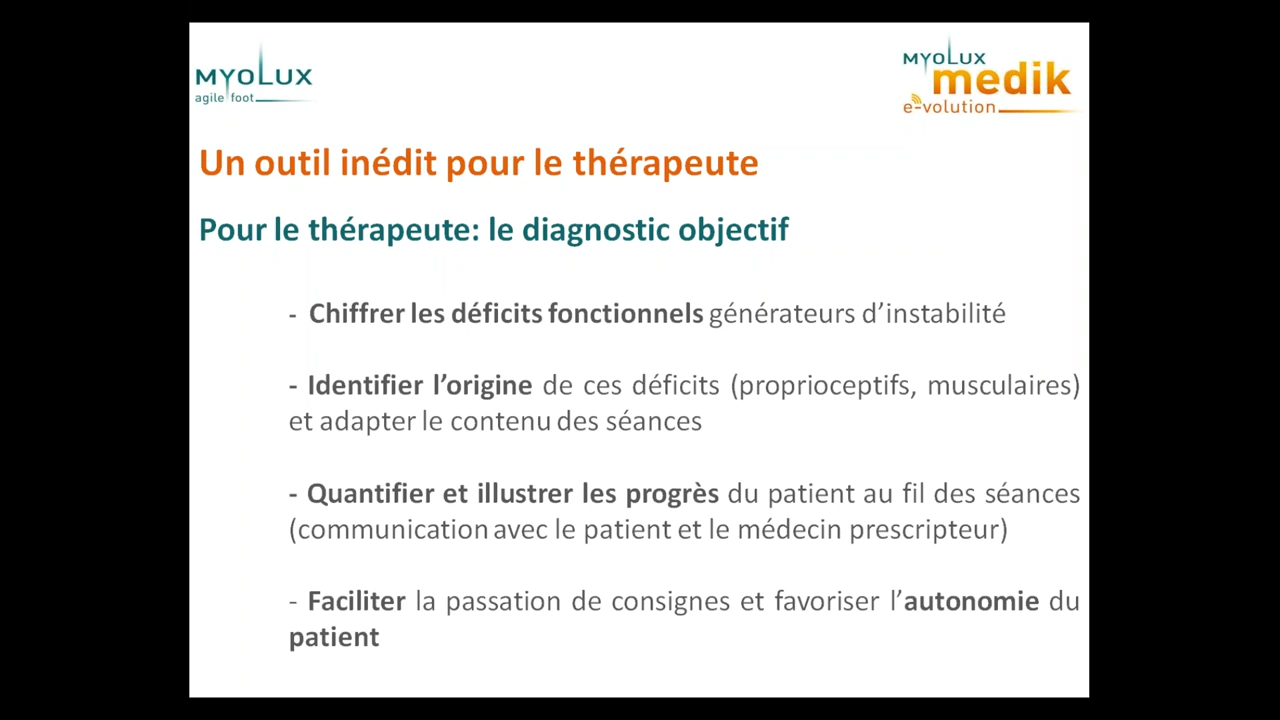 MYOLUX
agile foot
MYOLUX
medik
e-volution
Un outil inédit pour le thérapeute
Pour le thérapeute: le diagnostic objectif
- Chiffrer les déficits fonctionnels générateurs d’instabilité
- Identifier l’origine de ces déficits (proprioceptifs, musculaires)
et adapter le contenu des séances
- Quantifier et illustrer les progrès du patient au fil des séances
(communication avec le patient et le médecin prescripteur)
- Faciliter la passation de consignes et favoriser l’autonomie du
patient